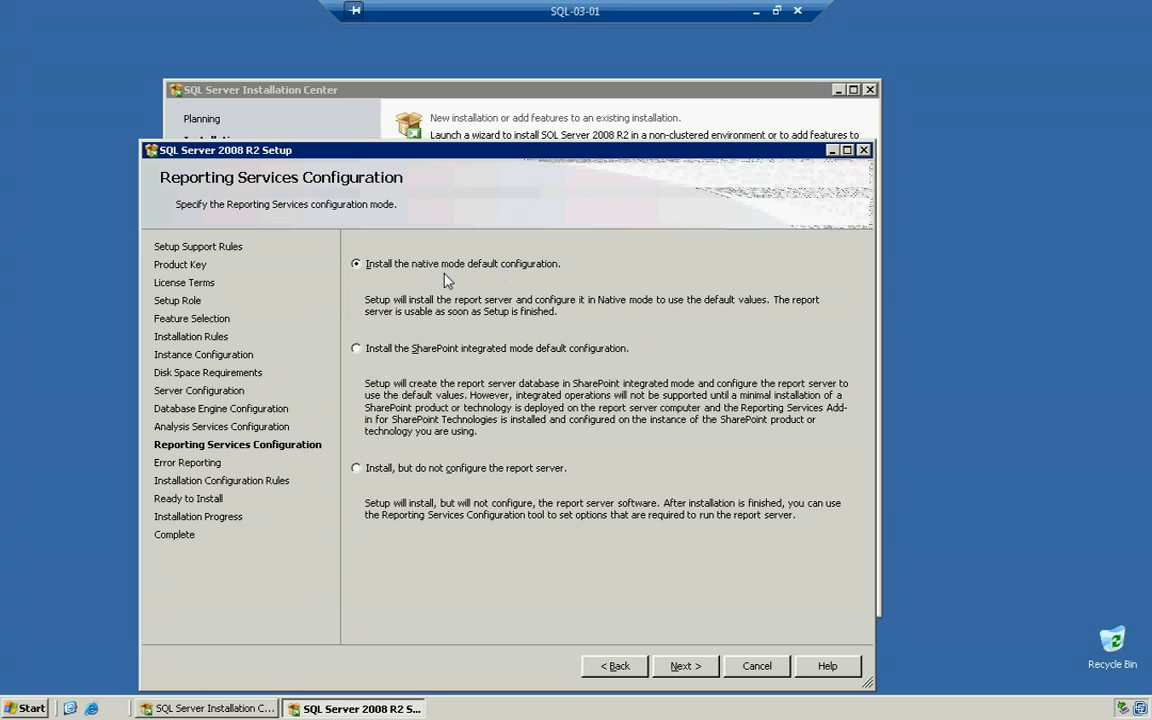 SQL-03-01
SQL Server Installation Center
Planning
New installation or add features to an existing installation.
Launch a wizard to install SQL Server 2008 R2 in a non-clustered environment or to add features to
SQL Server 2008 R2 Setup
Reporting Services Configuration
Specify the Reporting Services configuration mode.
Setup Support Rules
Product Key
License Terms
Setup Role
Feature Selection
Installation Rules
Instance Configuration
Disk Space Requirements
Server Configuration
Database Engine Configuration
Analysis Services Configuration
Reporting Services Configuration
Error Reporting
Installation Configuration Rules
Ready to Install
Installation Progress
Complete
Install the native mode default configuration.
Setup will install the report server and configure it in Native mode to use the default values. The report
server is usable as soon as Setup is finished.
Install the SharePoint integrated mode default configuration.
Setup will create the report server database in SharePoint integrated mode and configure the report server to
use the default values. However, integrated operations will not be supported until a minimal installation of a
SharePoint product or technology is deployed on the report server computer and the Reporting Services Add-
in for SharePoint Technologies is installed and configured on the instance of the SharePoint product or
technology you are using.
Install, but do not configure the report server.
Setup will install, but will not configure, the report server software. After installation is finished, you can use
the Reporting Services Configuration tool to set options that are required to run the report server.
< Back
Next >
Cancel
Help
Recycle Bin
Start
SQL Server Installation C...
SQL Server 2008 R2 S...